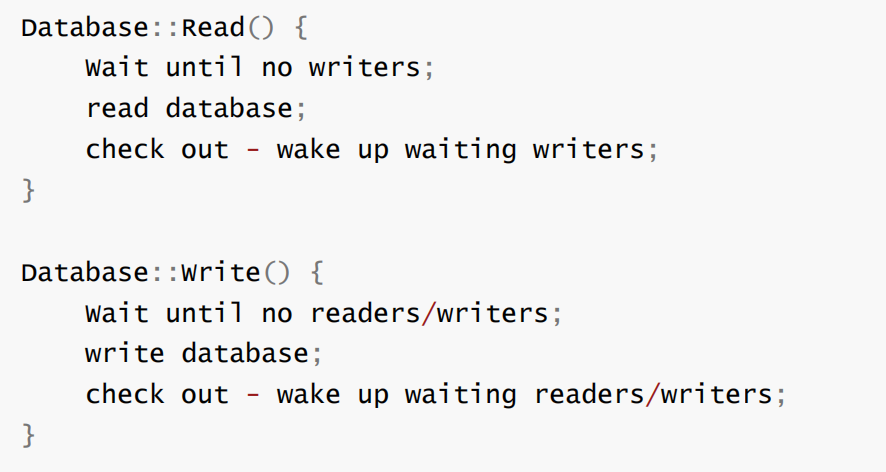 Database::Read() {
Wait until no writers;
read database;
check out - wake up waiting writers;
}
Database::Write() {
Wait until no readers/writers;
write database;
check out - wake up waiting readers/writers;
}